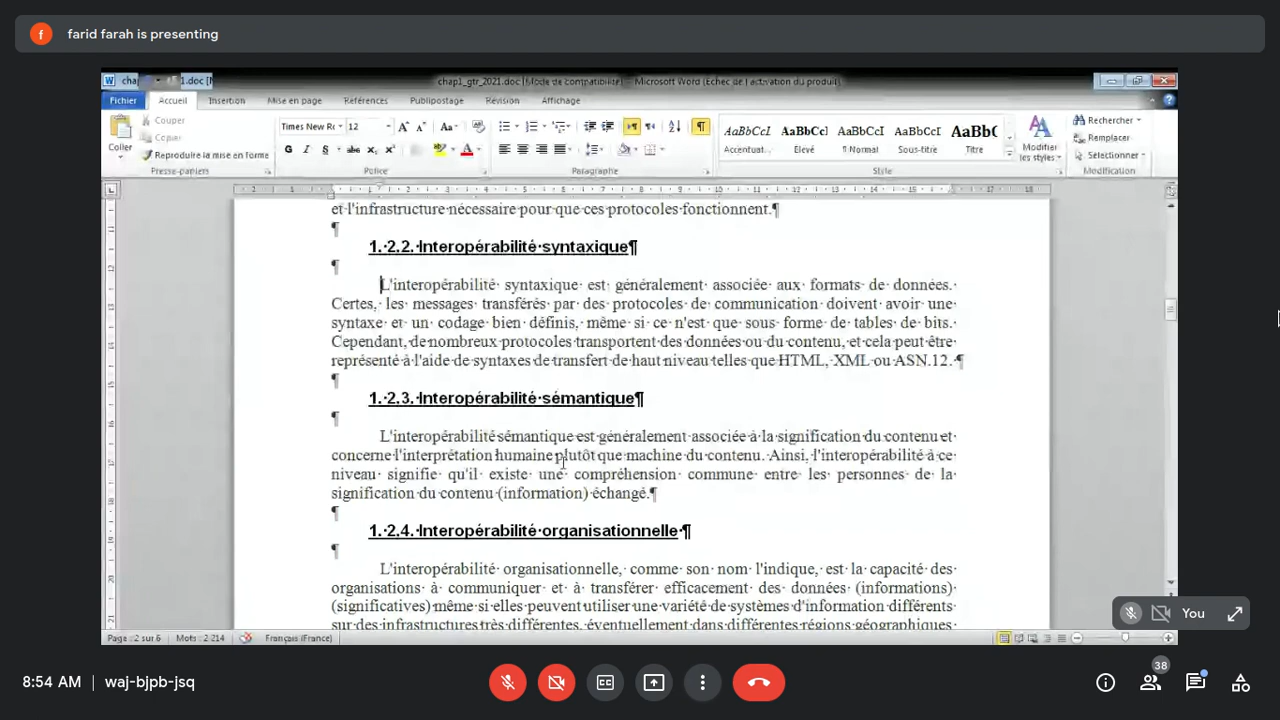 farid farah is presenting
chap1_gtr_2021.doc [Mode de compatibilité] - Microsoft Word (Échec de l'activation du produit)
Fichier Accueil Insertion Mise en page Références Publipostage Révision Affichage
Coller
Couper
Copier
Reproduire la mise en forme
Presse-papiers
Times New Ro 12
Police
Paragraphe
AaBbCcI AaBbCcl AaBbCcI AaBbCcI AaBb(
Accentuat... Élevé ¶ Normal Sous-titre Titre
Modifier les styles
Style
Rechercher
Remplacer
Sélectionner
Modification
et l'infrastructure nécessaire pour que ces protocoles fonctionnent.¶
1. 2.2. Interopérabilité syntaxique¶
L'interopérabilité syntaxique est généralement associée aux formats de données.
Certes, les messages transférés par des protocoles de communication doivent avoir une
syntaxe et un codage bien définis, même si ce n'est que sous forme de tables de bits.
Cependant, de nombreux protocoles transportent des données ou du contenu, et cela peut être
représenté à l'aide de syntaxes de transfert de haut niveau telles que HTML, XML ou ASN.12. ¶
1. 2.3. Interopérabilité sémantique¶
L'interopérabilité sémantique est généralement associée à la signification du contenu et
concerne l'interprétation humaine plutôt que machine du contenu. Ainsi, l'interopérabilité à ce
niveau signifie qu'il existe une compréhension commune entre les personnes de la
signification du contenu (information) échangé.¶
1. 2.4. Interopérabilité organisationnelle ¶
L'interopérabilité organisationnelle, comme son nom l'indique, est la capacité des
organisations à communiquer et à transférer efficacement des données (informations)
(significatives) même si elles peuvent utiliser une variété de systèmes d'information différents
sur des infrastructures très différentes, éventuellement dans différentes régions géographiques
You
Page : 2 sur 6 Mots : 2 214 Français (France)
8:54 AM | waj-bjpb-jsq
38